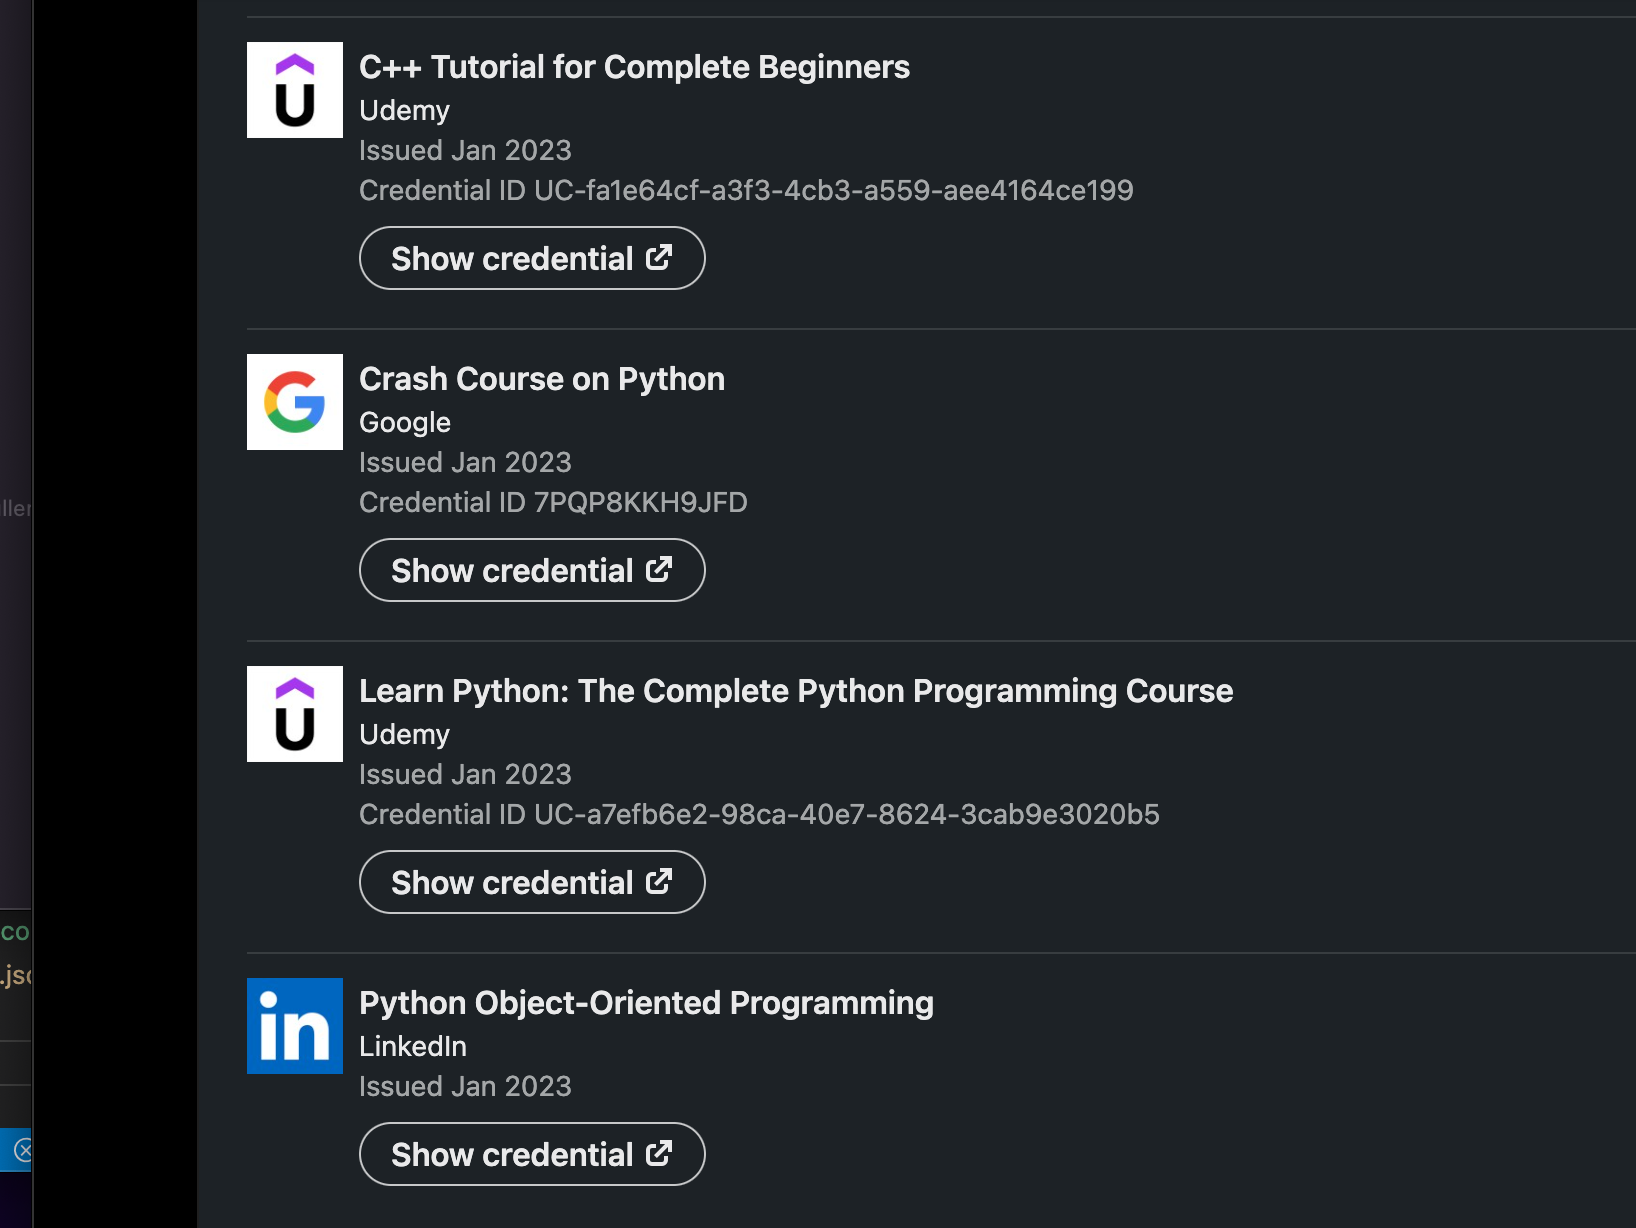 C++ Tutorial for Complete Beginners
Udemy
Issued Jan 2023
Credential ID UC-fa1e64cf-a3f3-4cb3-a559-aee4164ce199
Show credential
Crash Course on Python
Google
Issued Jan 2023
Credential ID 7PQP8KKH9JFD
Show credential
Learn Python: The Complete Python Programming Course
Udemy
Issued Jan 2023
Credential ID UC-a7efb6e2-98ca-40e7-8624-3cab9e3020b5
Show credential
in
Python Object-Oriented Programming
LinkedIn
Issued Jan 2023
Show credential